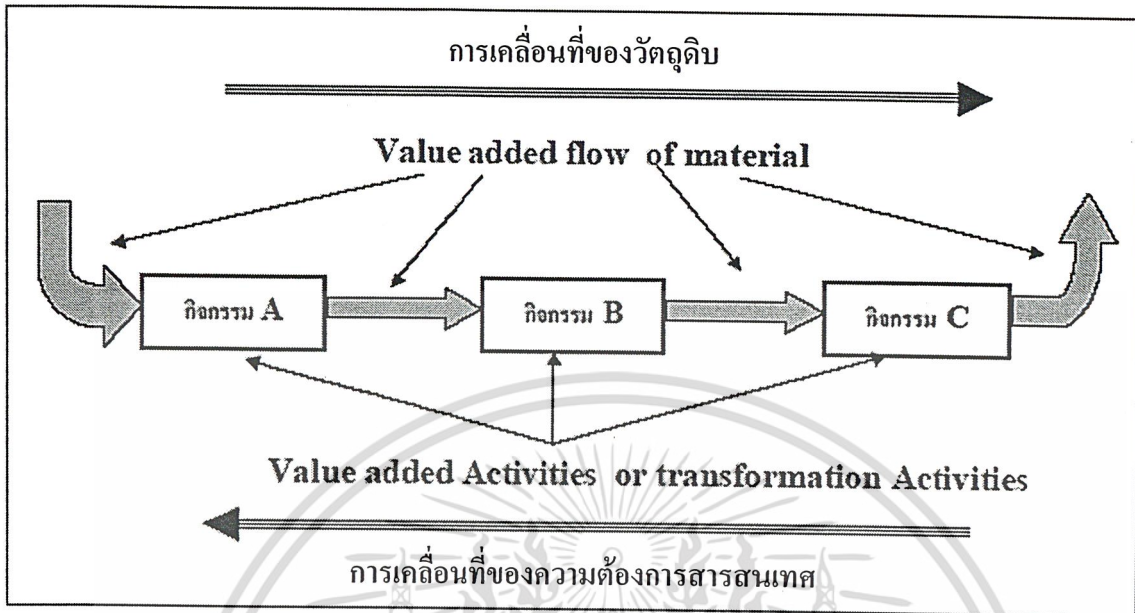 การเคลื่อนที่ของวัตถุดิบ
Value added flow of material
กิจกรรม A
กิจกรรม B
กิจกรรม C
Value added Activities or transformation Activities
การเคลื่อนที่ของความต้องการสารสนเทศ